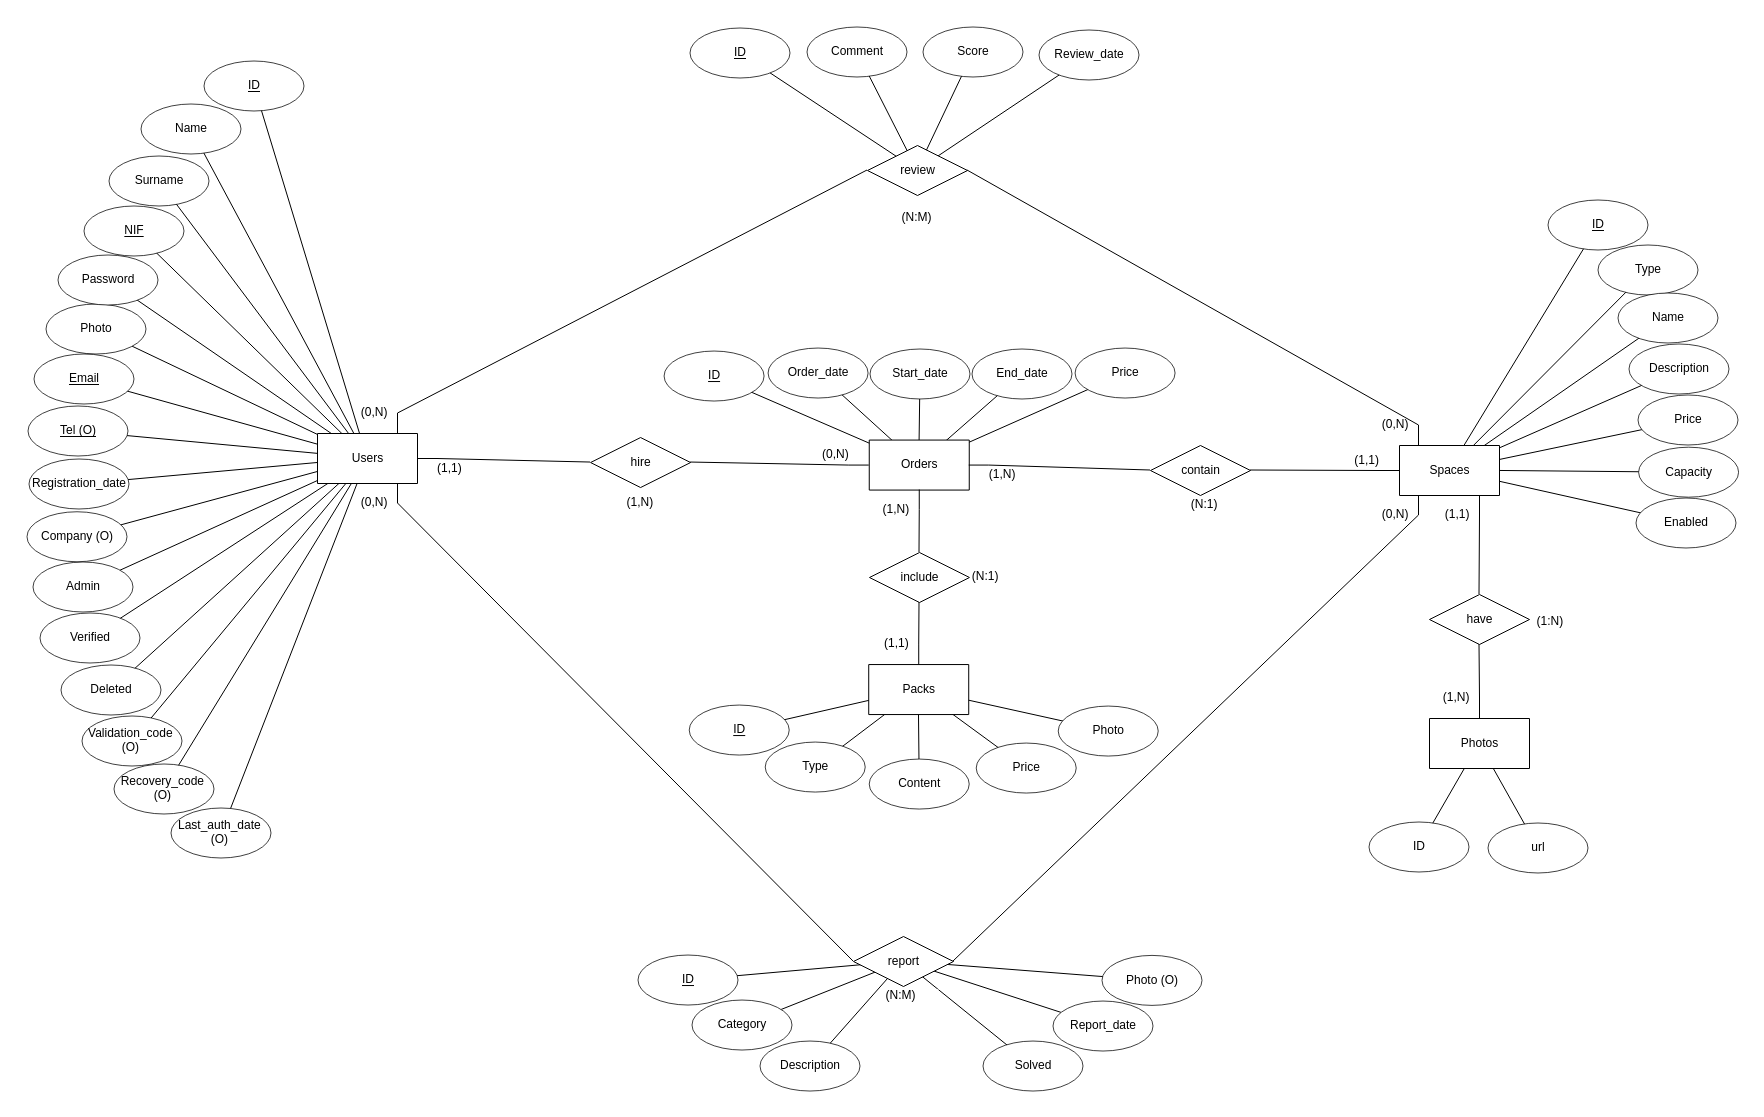 ID
Comment
Score
Review_date
review
(N:M)
ID
Name
Surname
NIF
Password
Photo
Email
Tel (O)
Registration_date
Company (O)
Admin
Verified
Deleted
Validation_code
(O)
Recovery_code
(O)
Last_auth_date
(O)
(0,N)
Users
(1,1)
(0,N)
hire
(1,N)
ID
Order_date
Start_date
End_date
Price
(0,N)
Orders
(1,N)
(1,N)
contain
(N:1)
include
(N:1)
(1,1)
Packs
ID
Type
Content
Price
Photo
ID
Type
Name
Description
Price
Capacity
Enabled
(0,N)
(1,1)
Spaces
(0,N)
(1,1)
have
(1:N)
(1,N)
Photos
ID
url
report
(N:M)
ID
Category
Description
Solved
Report_date
Photo (O)